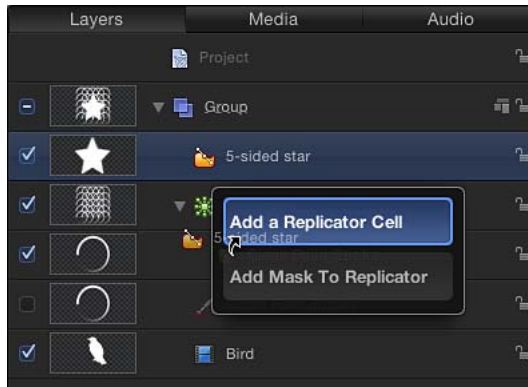 Layers Media Audio
Project
Group
5-sided star
Add a Replicator Cell
5-sided star
Add Mask To Replicator
Bird